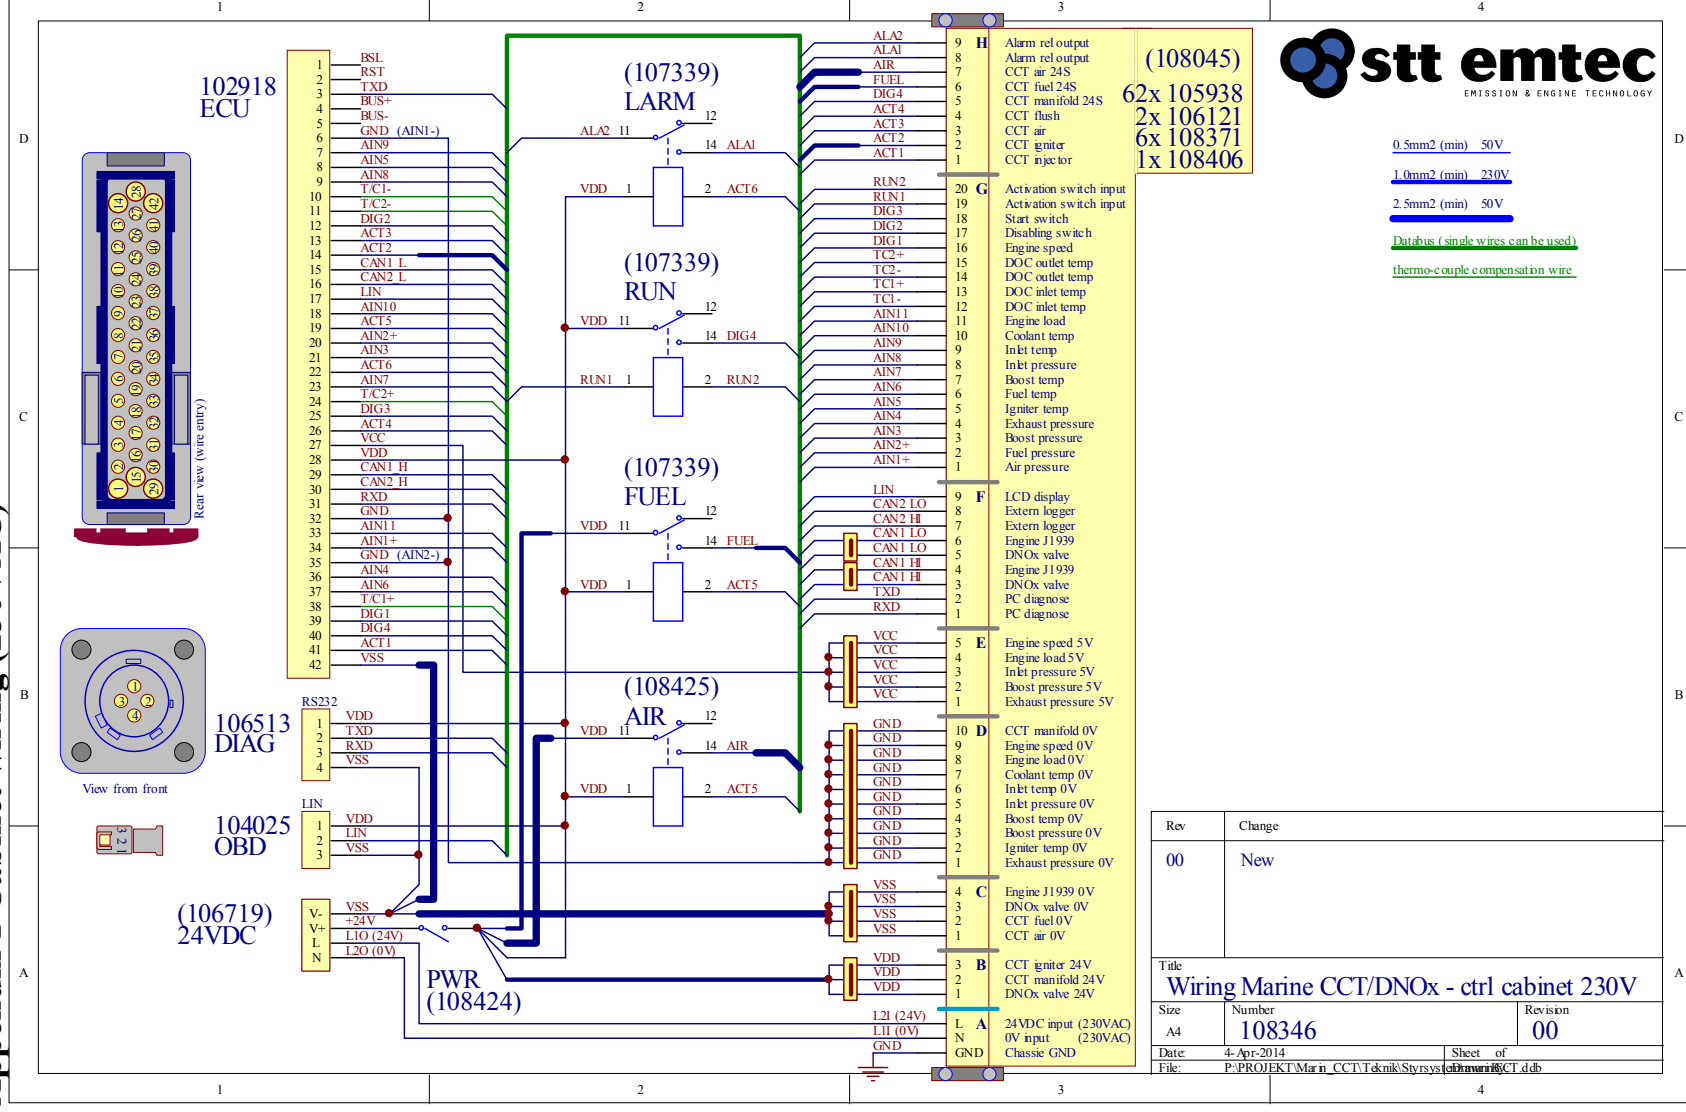 1 2 3 4
D C B A
102918
ECU
1 BSL
2 RST
3 TXD
4 BUS+
5 BUS-
6 GND (AIN1-)
7 AIN9
8 AIN5
9 AIN8
10 T/C1-
11 T/C2-
12 DIG2
13 ACT3
14 ACT2
15 CAN1 L
16 CAN2 L
17 LIN
18 AIN10
19 ACT5
20 AIN2+
21 AIN3
22 ACT6
23 AIN7
24 T/C2+
25 DIG3
26 ACT4
27 VCC
28 VDD
29 CAN1 H
30 CAN2 H
31 RXD
32 GND
33 AIN11
34 AIN1+
35 GND (AIN2-)
36 AIN4
37 AIN6
38 T/C1+
39 DIG1
40 DIG4
41 ACT1
42 VSS
Rear view (wire entry)
106513
DIAG
RS232
1 VDD
2 TXD
3 RXD
4 VSS
1
3 2
4
View from front
104025
OBD
LIN
1 VDD
2 LIN
3 VSS
3 2 1
(106719)
24VDC
V- VSS
V+ +24V
L L1O (24V)
N L2O (0V)
PWR
(108424)
(107339)
LARM
ALA2 11 12
14 ALA1
VDD 1 2 ACT6
(107339)
RUN
VDD 11 12
14 DIG4
RUN1 1 2 RUN2
(107339)
FUEL
VDD 11 12
14 FUEL
VDD 1 2 ACT5
(108425)
AIR
VDD 11 12
14 AIR
VDD 1 2 ACT5
(108045)
62x 105938
2x 106121
6x 108371
1x 108406
ALA2 9 H Alarm rel output
ALA1 8 Alarm rel output
AIR 7 CCT air 24S
FUEL 6 CCT fuel 24S
DIG4 5 CCT manifold 24S
ACT4 4 CCT flush
ACT3 3 CCT air
ACT2 2 CCT igniter
ACT1 1 CCT injector
RUN2 20 G Activation switch input
RUN1 19 Activation switch input
DIG3 18 Start switch
DIG2 17 Disabling switch
DIG1 16 Engine speed
TC2+ 15 DOC outlet temp
TC2- 14 DOC outlet temp
TC1+ 13 DOC inlet temp
TC1- 12 DOC inlet temp
AIN11 11 Engine load
AIN10 10 Coolant temp
AIN9 9 Inlet temp
AIN8 8 Inlet pressure
AIN7 7 Boost temp
AIN6 6 Fuel temp
AIN5 5 Igniter temp
AIN4 4 Exhaust pressure
AIN3 3 Boost pressure
AIN2+ 2 Fuel pressure
AIN1+ 1 Air pressure
LIN 9 F LCD display
CAN2 LO 8 Extern logger
CAN2 HI 7 Extern logger
CAN1 LO 6 Engine J1939
CAN1 LO 5 DNOx valve
CAN1 HI 4 Engine J1939
CAN1 HI 3 DNOx valve
TXD 2 PC diagnose
RXD 1 PC diagnose
VCC 5 E Engine speed 5V
VCC 4 Engine load 5V
VCC 3 Inlet pressure 5V
VCC 2 Boost pressure 5V
VCC 1 Exhaust pressure 5V
GND 10 D CCT manifold 0V
GND 9 Engine speed 0V
GND 8 Engine load 0V
GND 7 Coolant temp 0V
GND 6 Inlet temp 0V
GND 5 Inlet pressure 0V
GND 4 Boost temp 0V
GND 3 Boost pressure 0V
GND 2 Igniter temp 0V
GND 1 Exhaust pressure 0V
VSS 4 C Engine J1939 0V
VSS 3 DNOx valve 0V
VSS 2 CCT fuel 0V
VSS 1 CCT air 0V
VDD 3 B CCT igniter 24V
VDD 2 CCT manifold 24V
VDD 1 DNOx valve 24V
L2I (24V) L A 24VDC input (230VAC)
L1I (0V) N 0V input (230VAC)
GND GND Chassie GND
stt emtec
EMISSION & ENGINE TECHNOLOGY
0.5mm2 (min) 50V
1.0mm2 (min) 230V
2.5mm2 (min) 50V
Databus (single wires can be used)
thermo-couple compensation wire
Rev Change
00 New
Title
Wiring Marine CCT/DNOx - ctrl cabinet 230V
Size Number Revision
A4 108346 00
Date: 4-Apr-2014 Sheet of
File: P:\PROJEKT\Marin_CCT\Teknik\Styrsystem
D C B A
1 2 3 4